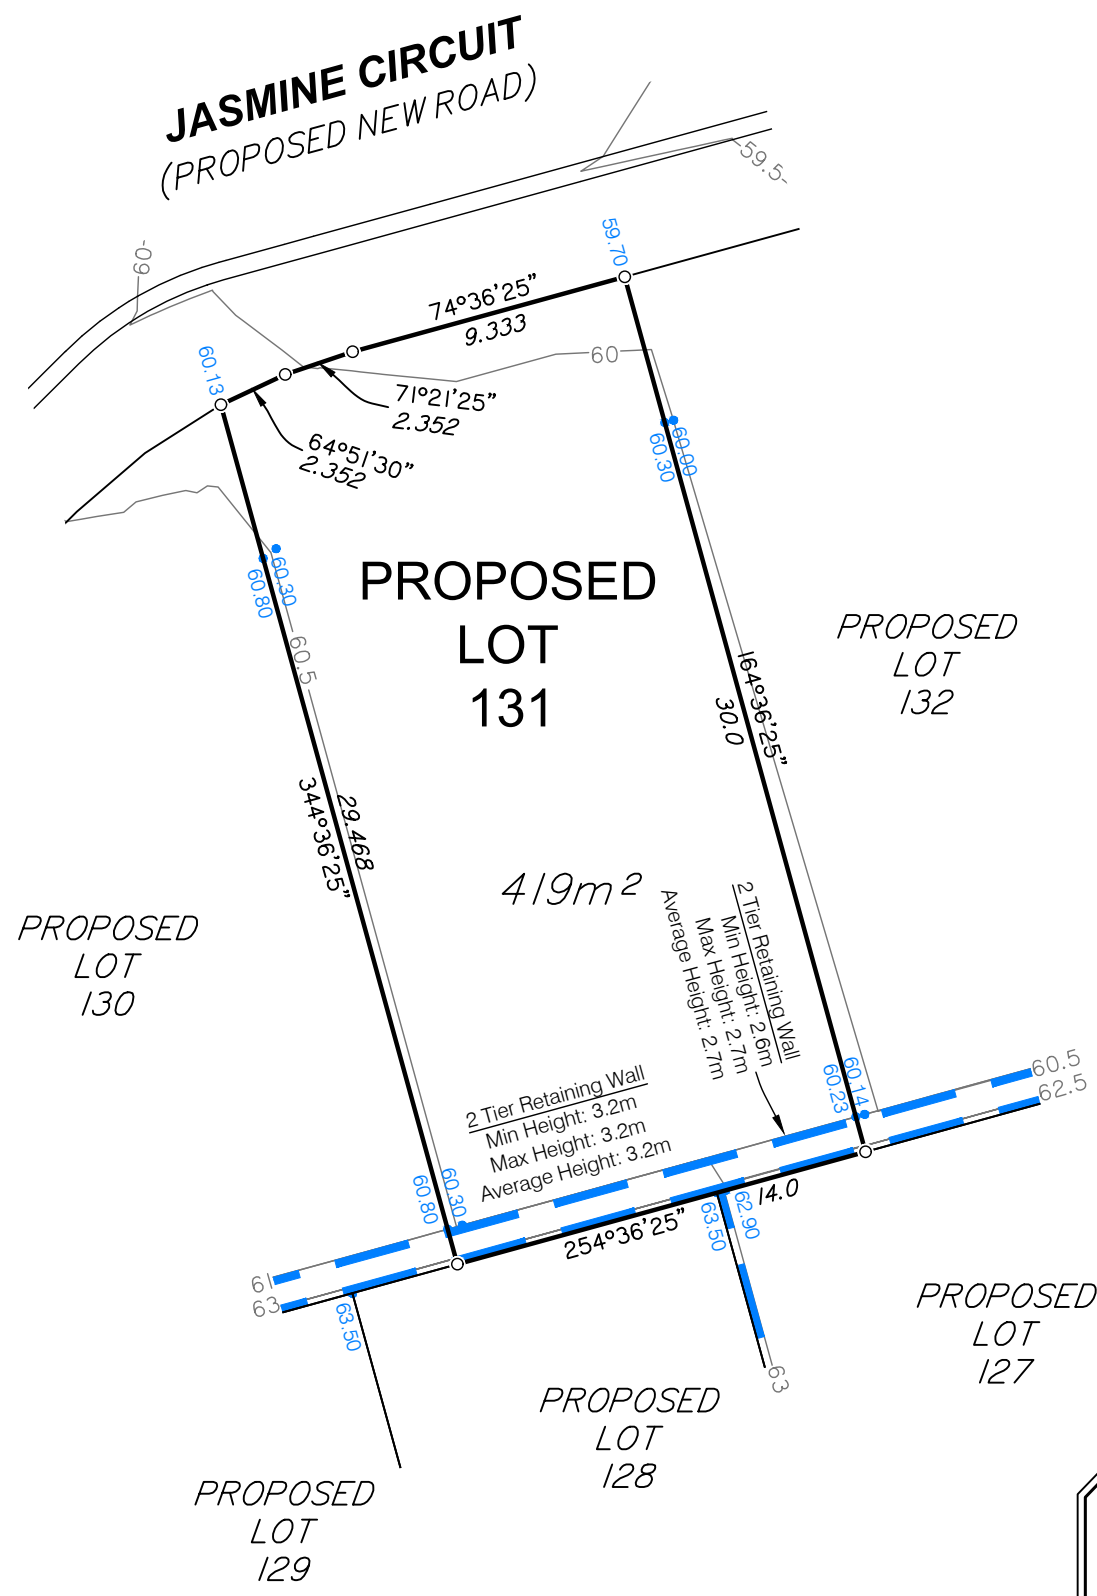 JASMINE CIRCUIT
(PROPOSED NEW ROAD)
-59.5-
60-
59.70
74°36'25"
9.333
60.13
60
71°21'25"
2.352
64°51'30"
2.352
60.00
60.30
60.30
60.80
PROPOSED
LOT
131
60.5
PROPOSED
LOT
132
164°36'25"
30.0
344°36'25"
29.468
419m²
2 Tier Retaining Wall
Min Height: 2.6m
Max Height: 2.7m
Average Height: 2.7m
PROPOSED
LOT
130
60.14
60.23
60.5
62.5
2 Tier Retaining Wall
Min Height: 3.2m
Max Height: 3.2m
Average Height: 3.2m
60.80
60.30
14.0
254°36'25"
63.50
62.90
61
63
63.50
PROPOSED
LOT
127
63
PROPOSED
LOT
128
PROPOSED
LOT
129